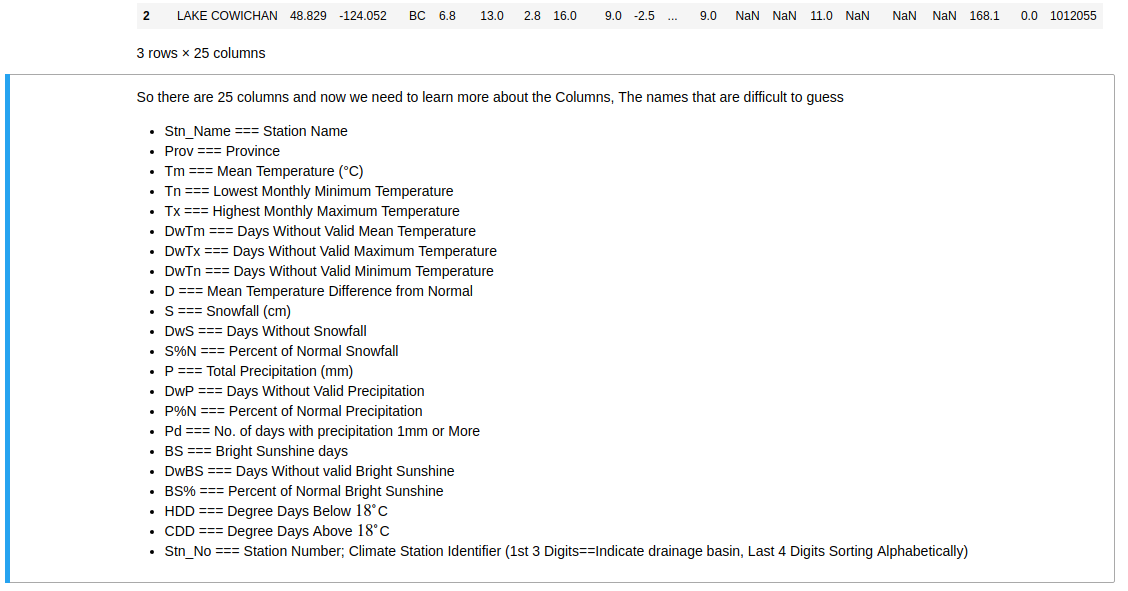 2 LAKE COWICHAN 48.829 -124.052 BC 6.8 13.0 2.8 16.0 9.0 -2.5 ... 9.0 NaN NaN 11.0 NaN NaN NaN 168.1 0.0 1012055
3 rows × 25 columns
So there are 25 columns and now we need to learn more about the Columns, The names that are difficult to guess
• Stn_Name === Station Name
• Prov === Province
• Tm === Mean Temperature (°C)
• Tn === Lowest Monthly Minimum Temperature
• Tx === Highest Monthly Maximum Temperature
• DwTm === Days Without Valid Mean Temperature
• DwTx === Days Without Valid Maximum Temperature
• DwTn === Days Without Valid Minimum Temperature
• D === Mean Temperature Difference from Normal
• S === Snowfall (cm)
• DwS === Days Without Snowfall
• S%N === Percent of Normal Snowfall
• P === Total Precipitation (mm)
• DwP === Days Without Valid Precipitation
• P%N === Percent of Normal Precipitation
• Pd === No. of days with precipitation 1mm or More
• BS === Bright Sunshine days
• DwBS === Days Without valid Bright Sunshine
• BS% === Percent of Normal Bright Sunshine
• HDD === Degree Days Below 18°C
• CDD === Degree Days Above 18°C
• Stn_No === Station Number; Climate Station Identifier (1st 3 Digits==Indicate drainage basin, Last 4 Digits Sorting Alphabetically)